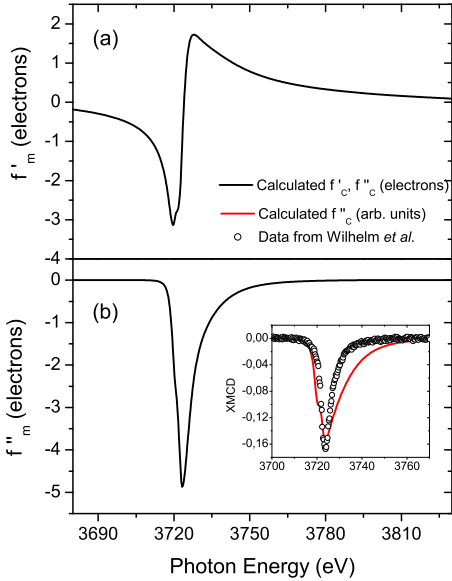 2
(a)
1
0
-1
-2
-3
-4
f'm (electrons)
Calculated f'C, f"C (electrons)
Calculated f"C (arb. units)
Data from Wilhelm et al.
0
(b)
-1
-2
-3
-4
-5
f"m (electrons)
0,00
-0,04
-0,08
-0,12
-0,16
XMCD
3700 3720 3740 3760
3690 3720 3750 3780 3810
Photon Energy (eV)